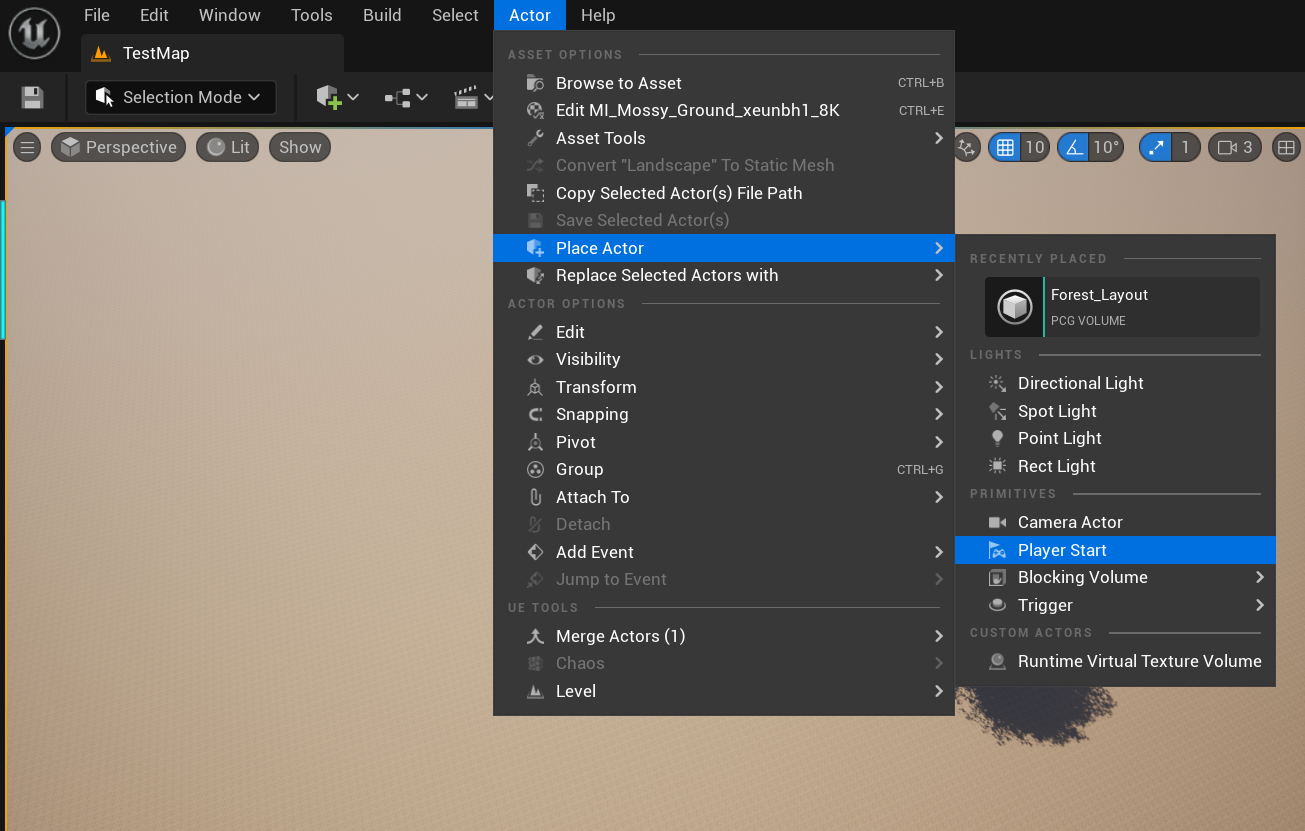 File Edit Window Tools Build Select Actor Help
TestMap
Selection Mode
Perspective Lit Show
10 10° 1 3
ASSET OPTIONS
Browse to Asset CTRL+B
Edit MI_Mossy_Ground_xeunbh1_8K CTRL+E
Asset Tools
Convert "Landscape" To Static Mesh
Copy Selected Actor(s) File Path
Save Selected Actor(s)
Place Actor
Replace Selected Actors with
ACTOR OPTIONS
Edit
Visibility
Transform
Snapping
Pivot
Group CTRL+G
Attach To
Detach
Add Event
Jump to Event
UE TOOLS
Merge Actors (1)
Chaos
Level
RECENTLY PLACED
Forest_Layout
PCG VOLUME
LIGHTS
Directional Light
Spot Light
Point Light
Rect Light
PRIMITIVES
Camera Actor
Player Start
Blocking Volume
Trigger
CUSTOM ACTORS
Runtime Virtual Texture Volume